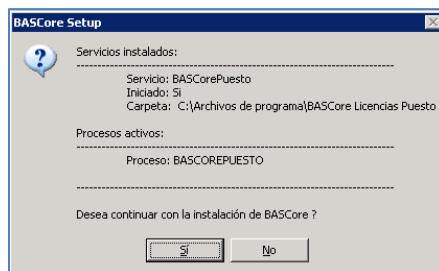 BASCore Setup
Servicios instalados:
--------------------------------------------------------------------------------
Servicio: BASCorePuesto
Iniciado: Si
Carpeta: C:\Archivos de programa\BASCore Licencias Puesto
Procesos activos:
--------------------------------------------------------------------------------
Proceso: BASCOREPUESTO
--------------------------------------------------------------------------------
Desea continuar con la instalación de BASCore ?
Sí No